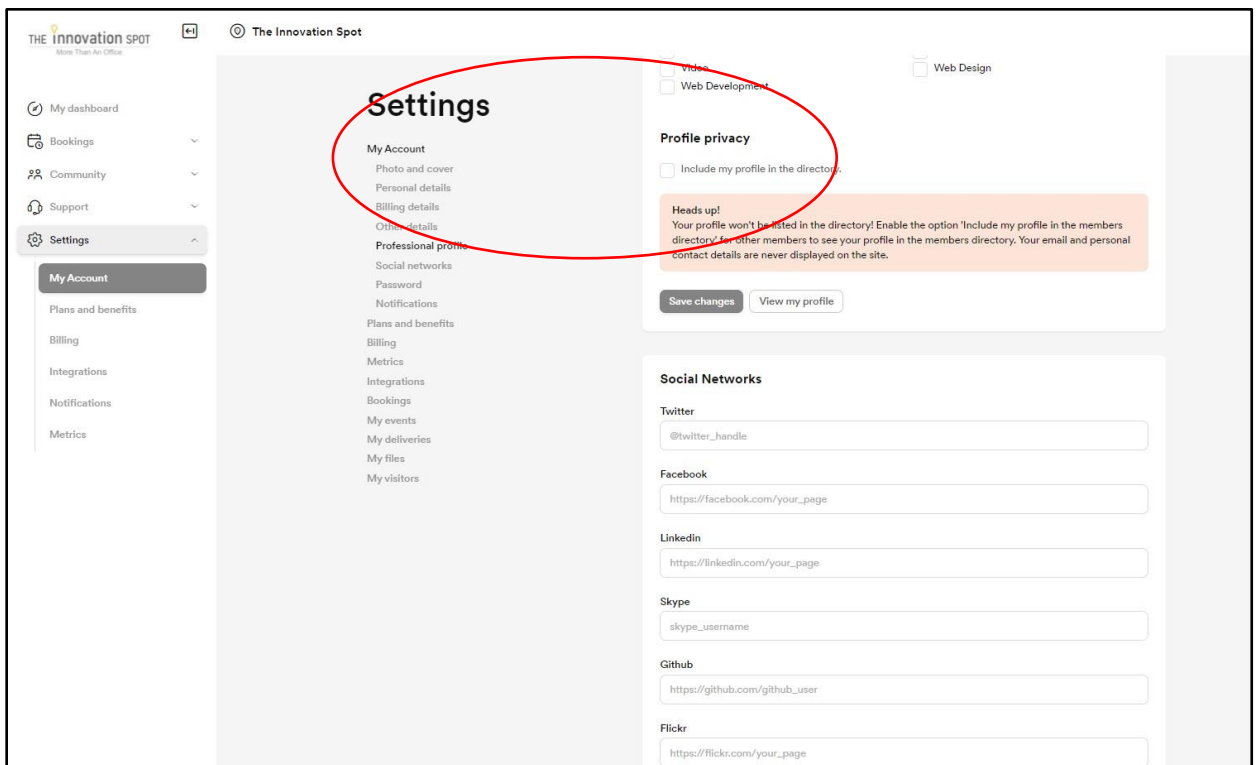 THE innovation SPOT
More Than An Office
The Innovation Spot
My dashboard
Bookings
Community
Support
Settings
My Account
Plans and benefits
Billing
Integrations
Notifications
Metrics
Settings
My Account
Photo and cover
Personal details
Billing details
Other details
Professional profile
Social networks
Password
Notifications
Plans and benefits
Billing
Metrics
Integrations
Bookings
My events
My deliveries
My files
My visitors
Video
Web Design
Web Development
Profile privacy
Include my profile in the directory.
Heads up!
Your profile won't be listed in the directory! Enable the option 'Include my profile in the members
directory' for other members to see your profile in the members directory. Your email and personal
contact details are never displayed on the site.
Save changes
View my profile
Social Networks
Twitter
@twitter_handle
Facebook
https://facebook.com/your_page
Linkedin
https://linkedin.com/your_page
Skype
skype_username
Github
https://github.com/github_user
Flickr
https://flickr.com/your_page